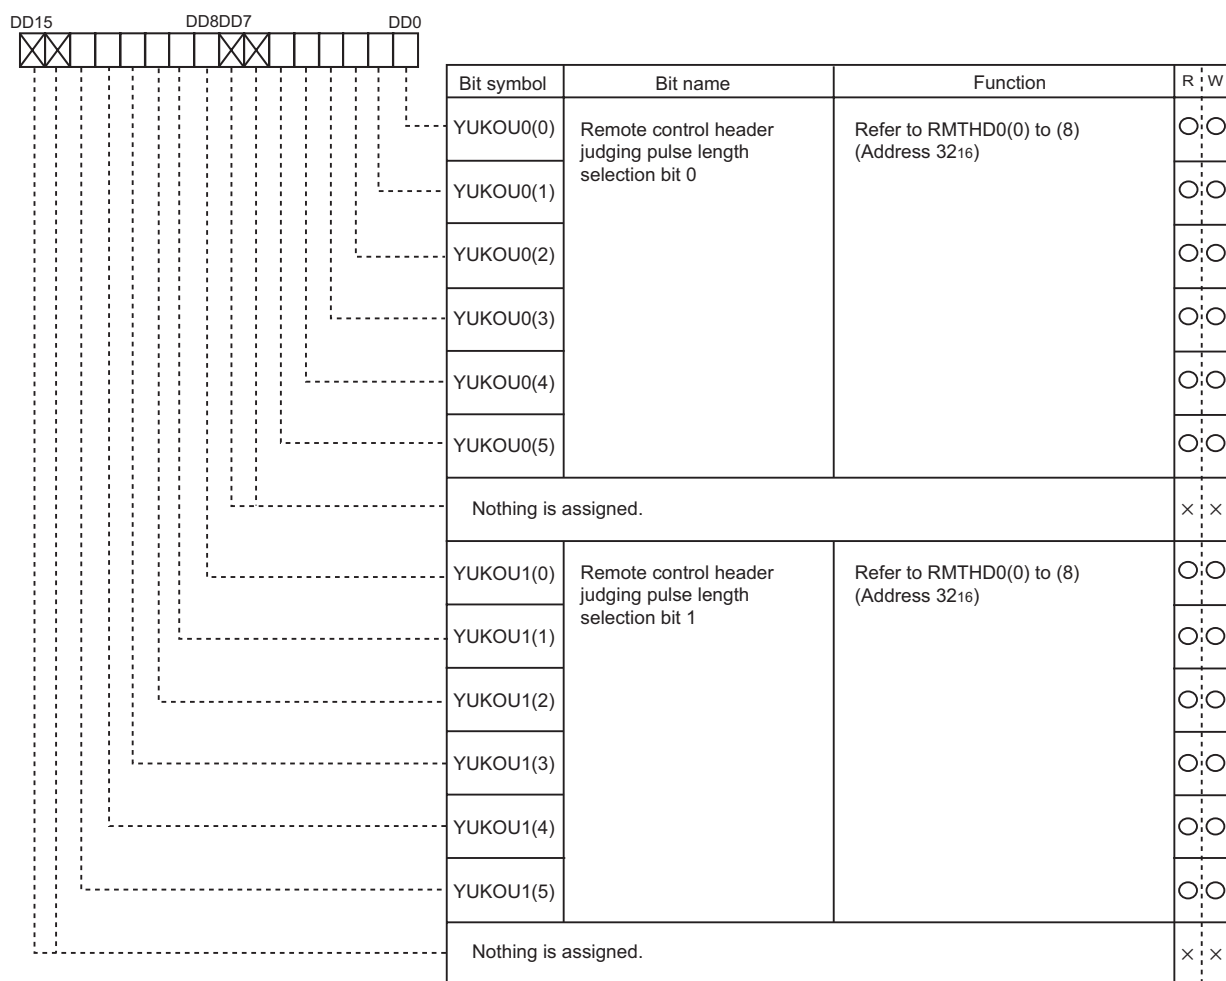 DD15 DD8DD7 DD0
Bit symbol Bit name Function R W
YUKOU0(0) Remote control header Refer to RMTHD0(0) to (8)
judging pulse length (Address 3216)
selection bit 0
YUKOU0(1)
YUKOU0(2)
YUKOU0(3)
YUKOU0(4)
YUKOU0(5)
Nothing is assigned. × ×
YUKOU1(0) Remote control header Refer to RMTHD0(0) to (8)
judging pulse length (Address 3216)
selection bit 1
YUKOU1(1)
YUKOU1(2)
YUKOU1(3)
YUKOU1(4)
YUKOU1(5)
Nothing is assigned. × ×